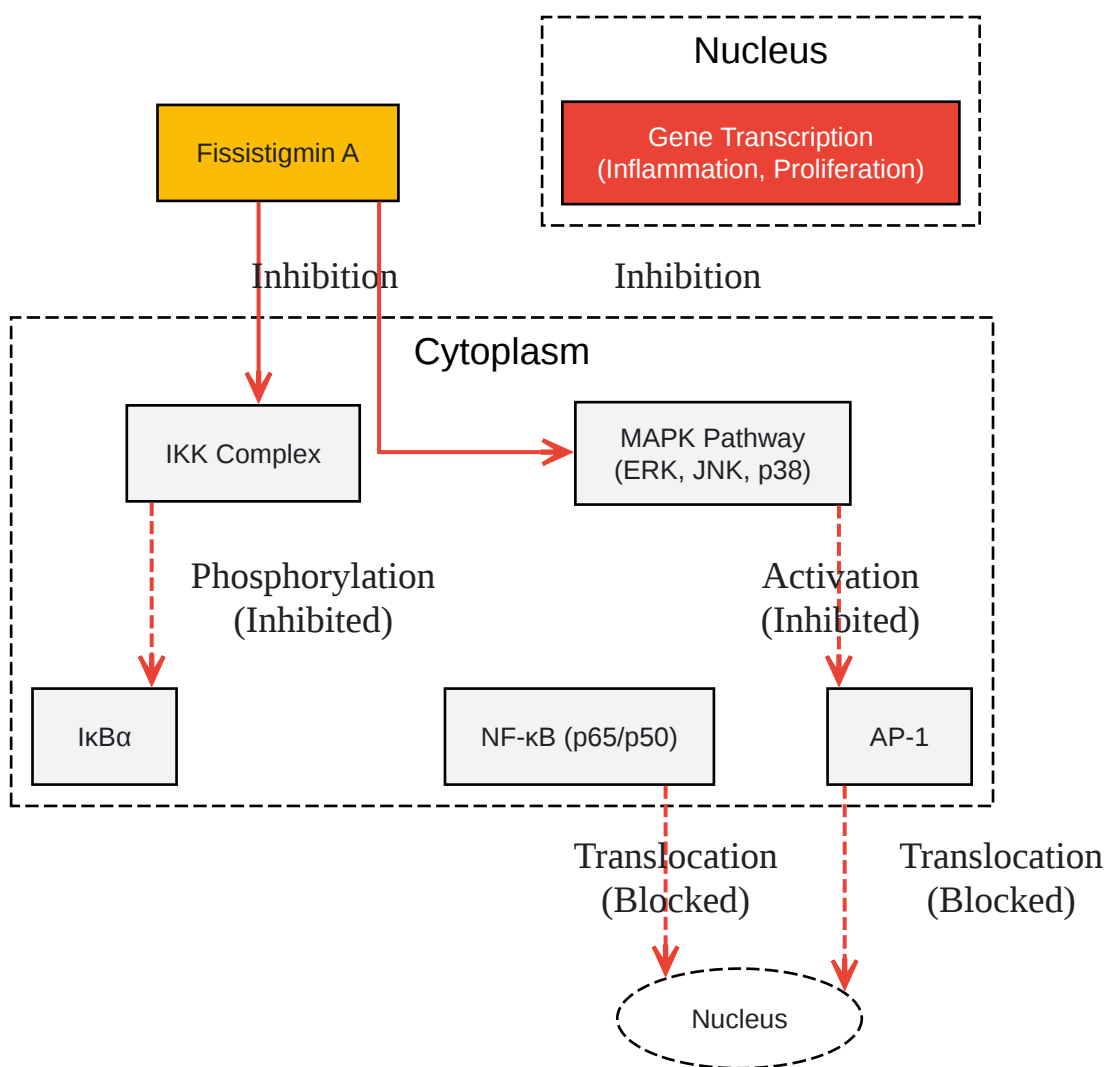 Nucleus
Gene Transcription
(Inflammation, Proliferation)
Fissistigmin A
Inhibition
Inhibition
Cytoplasm
IKK Complex
MAPK Pathway
(ERK, JNK, p38)
Phosphorylation
(Inhibited)
Activation
(Inhibited)
IκBα
NF-κB (p65/p50)
AP-1
Translocation
(Blocked)
Translocation
(Blocked)
Nucleus